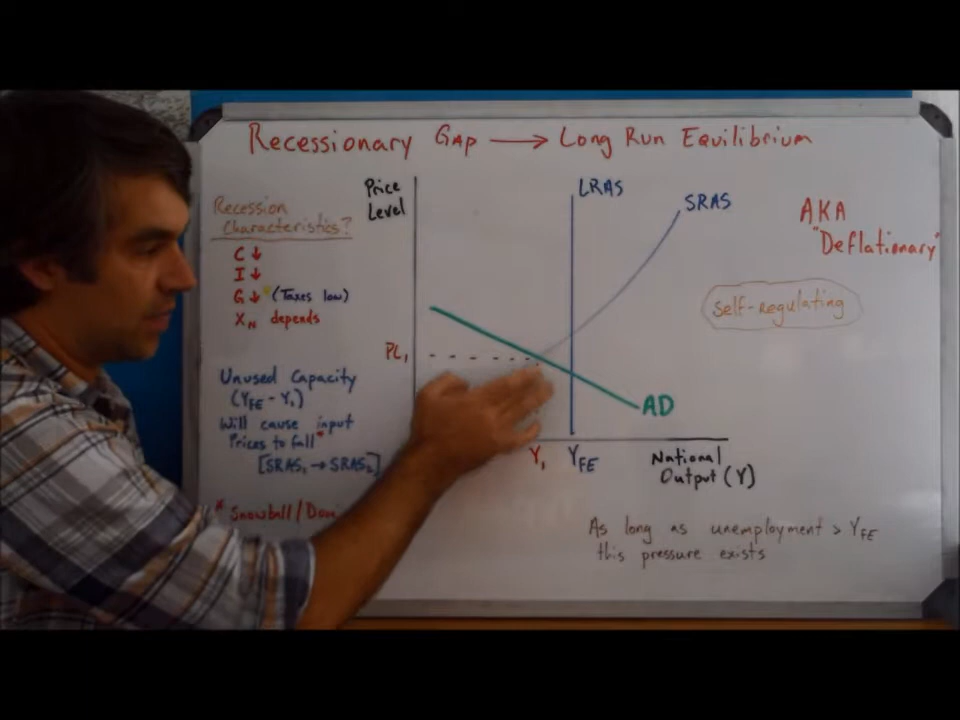 Recessionary Gap → Long Run Equilibrium
Recession
Characteristics?
C ↓
I ↓
G ↓ * (Taxes low)
X_N depends
Unused Capacity
(Y_FE - Y_1)
Will cause input
Prices to fall *
[SRAS_1 → SRAS_2]
* Snowball/
Price
Level
PL_1
LRAS
SRAS
AD
Y_1
Y_FE
National
Output (Y)
AKA
"Deflationary"
Self-regulating
As long as unemployment > Y_FE
this pressure exists